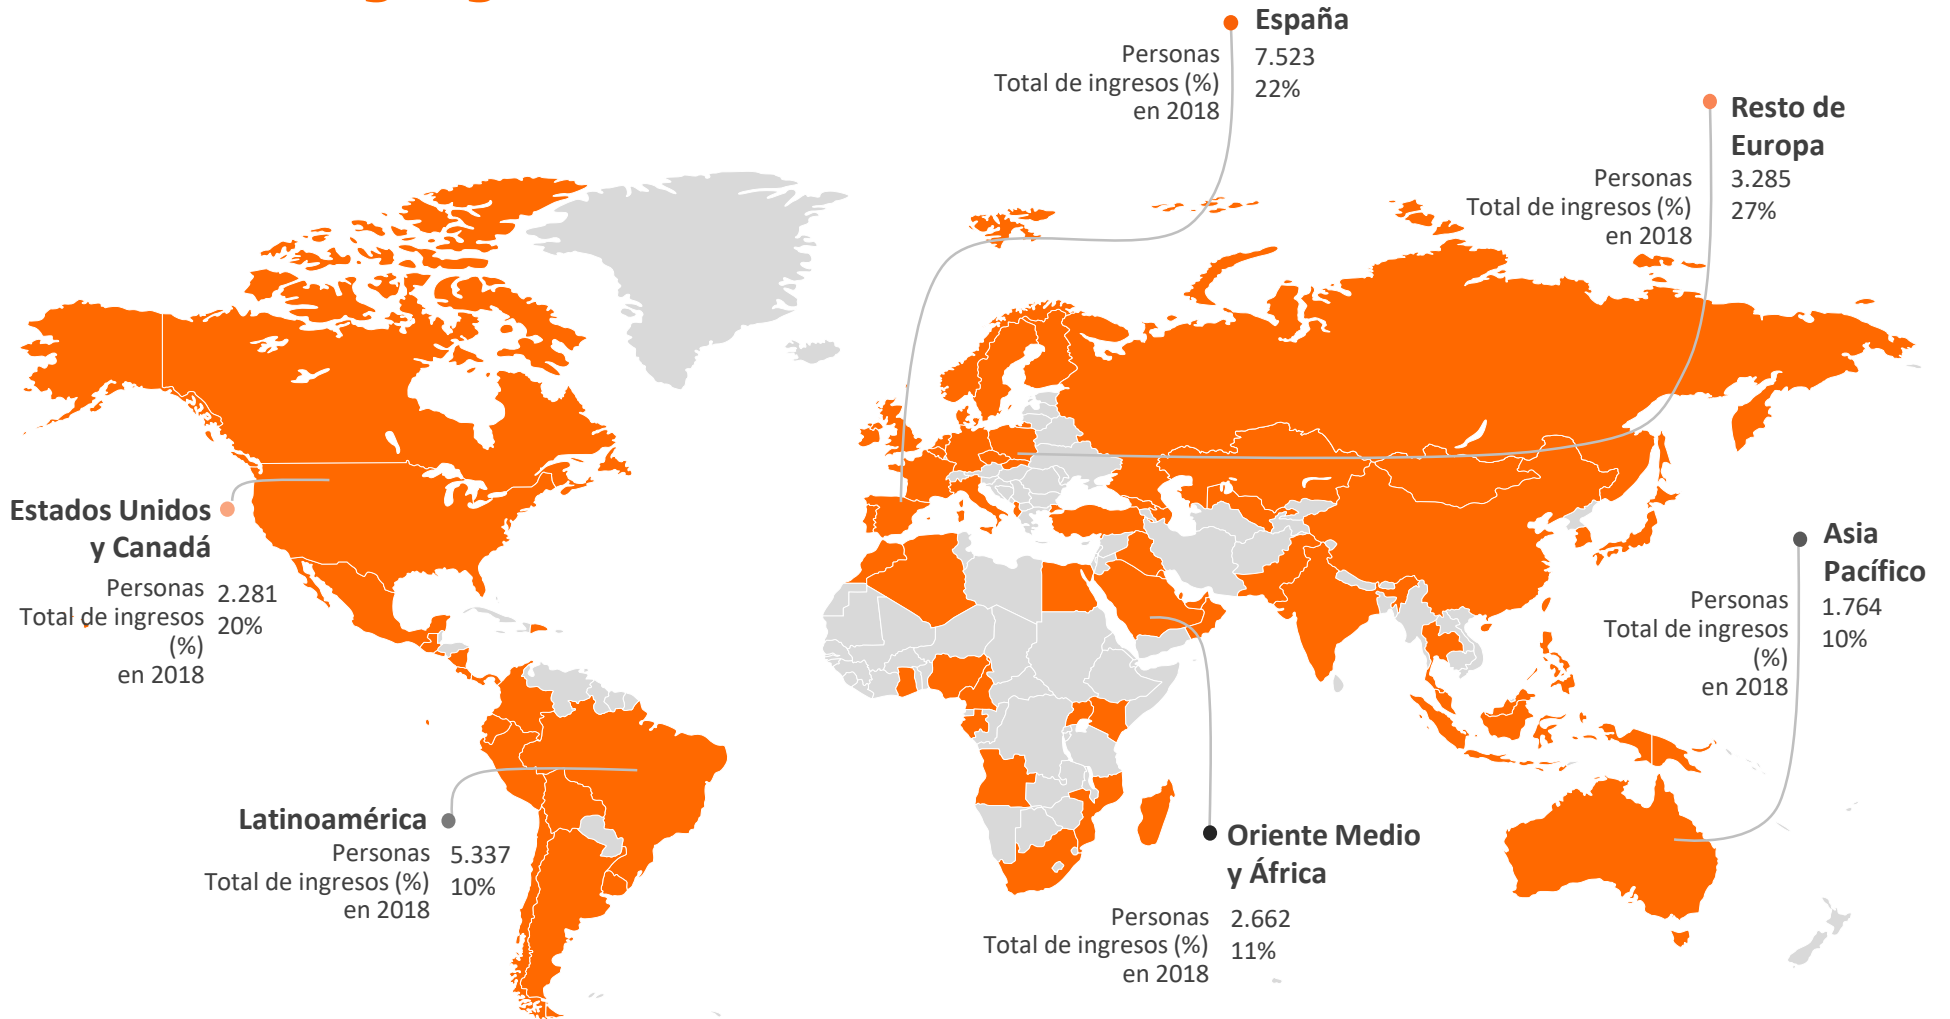 España
Personas 7.523
Total de ingresos (%) 22%
en 2018
Resto de
Europa
Personas 3.285
Total de ingresos (%) 27%
en 2018
Estados Unidos
y Canadá
Personas 2.281
Total de ingresos 20%
(%)
en 2018
Asia
Pacífico
Personas 1.764
Total de ingresos 10%
(%)
en 2018
Latinoamérica
Personas 5.337
Total de ingresos (%) 10%
en 2018
Oriente Medio
y África
Personas 2.662
Total de ingresos (%) 11%
en 2018